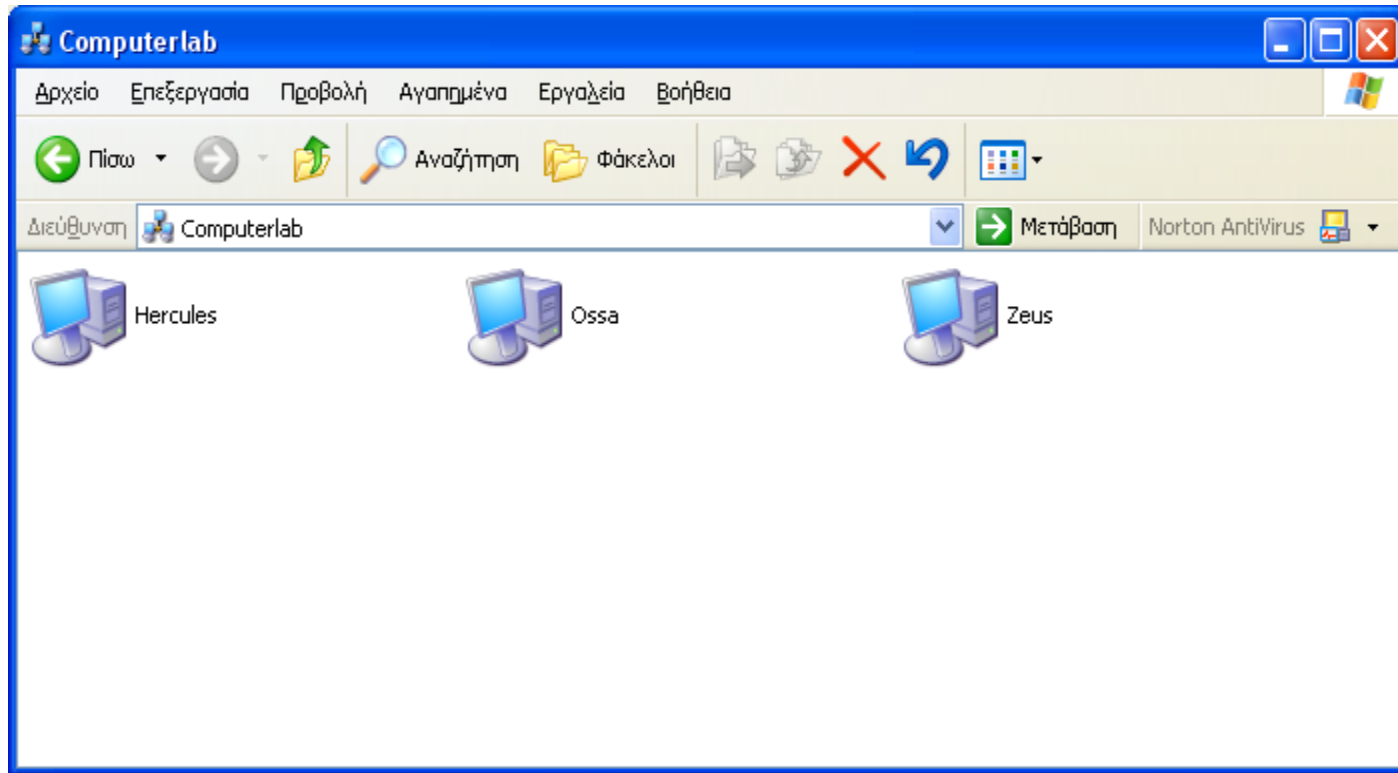 Computerlab
Αρχείο Επεξεργασία Προβολή Αγαπημένα Εργαλεία Βοήθεια
Πίσω Αναζήτηση Φάκελοι
Διεύθυνση Computerlab Μετάβαση Norton AntiVirus
Hercules Ossa Zeus